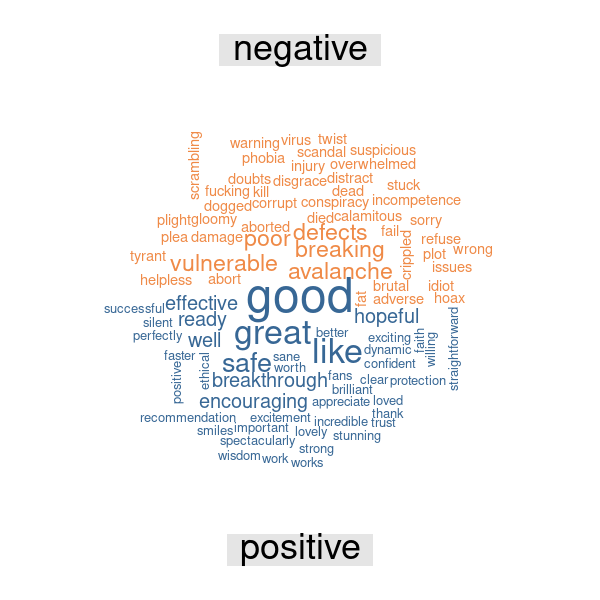 negative
scrambling
warning virus twist
phobia scandal suspicious
injury overwhelmed
doubts disgrace distract
fucking kill dead stuck
dogged corrupt conspiracy incompetence
plight gloomy aborted died calamitous sorry
plea damage poor defects fail refuse
tyrant vulnerable breaking crippled plot wrong
helpless abort avalanche issues
fat brutal idiot
adverse hoax
good
successful effective hopeful
silent ready great better exciting straightforward
perfectly well like dynamic faith willing
faster ethical safe sane confident
positive worth
breakthrough fans clear protection
brilliant
encouraging appreciate loved
recommendation excitement incredible trust thank
smiles important lovely stunning
spectacularly strong
wisdom work works
positive